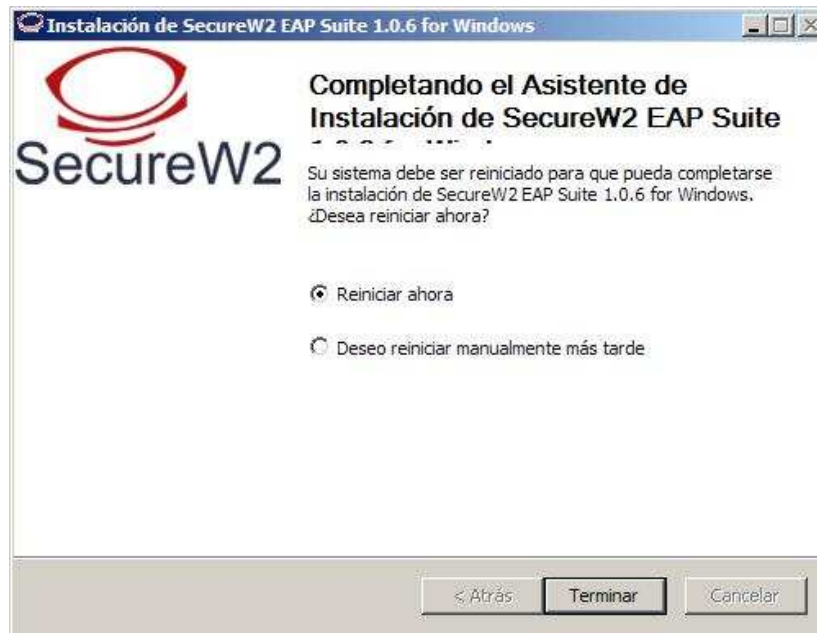 Instalación de SecureW2 EAP Suite 1.0.6 for Windows
SecureW2
Completando el Asistente de
Instalación de SecureW2 EAP Suite
Su sistema debe ser reiniciado para que pueda completarse
la instalación de SecureW2 EAP Suite 1.0.6 for Windows.
¿Desea reiniciar ahora?
Reiniciar ahora
Deseo reiniciar manualmente más tarde
< Atrás
Terminar
Cancelar